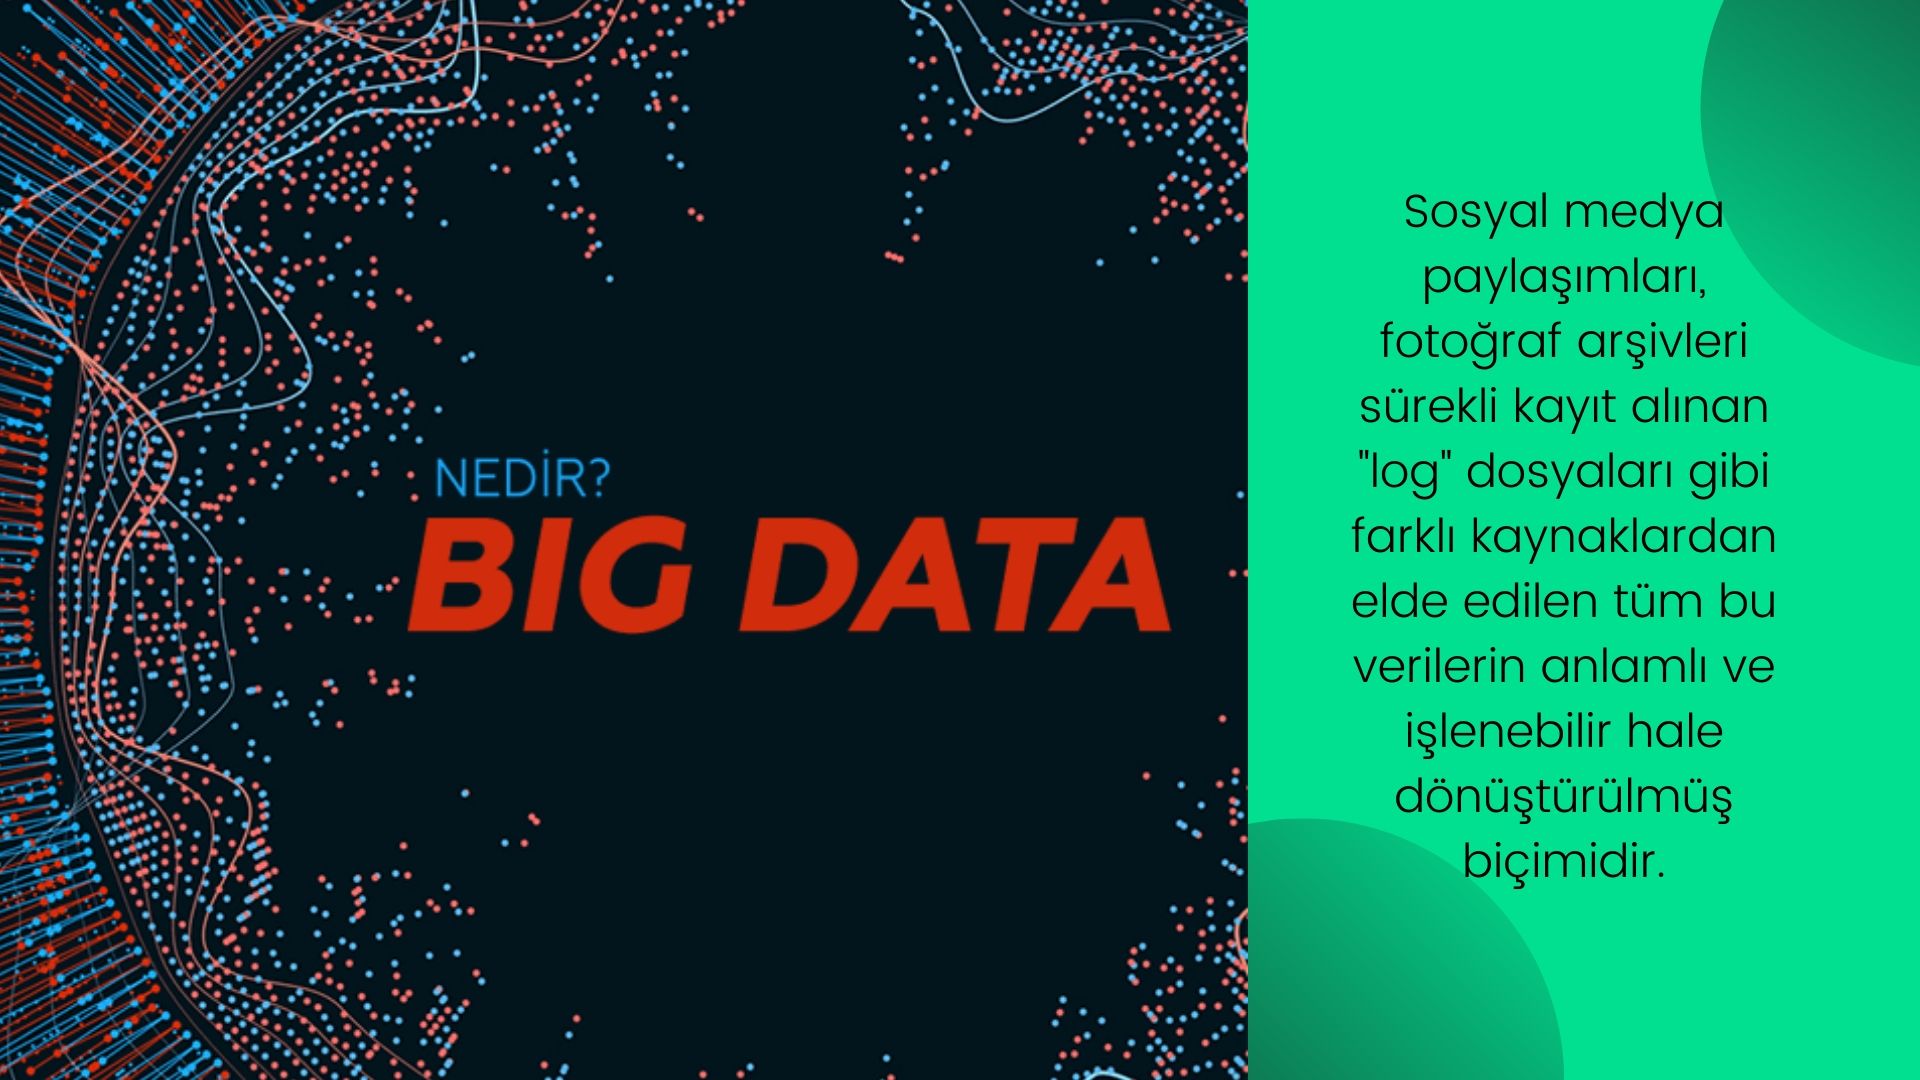 NEDİR?
BIG DATA
Sosyal medya
paylaşımları,
fotoğraf arşivleri
sürekli kayıt alınan
"log" dosyaları gibi
farklı kaynaklardan
elde edilen tüm bu
verilerin anlamlı ve
işlenebilir hale
dönüştürülmüş
biçimidir.